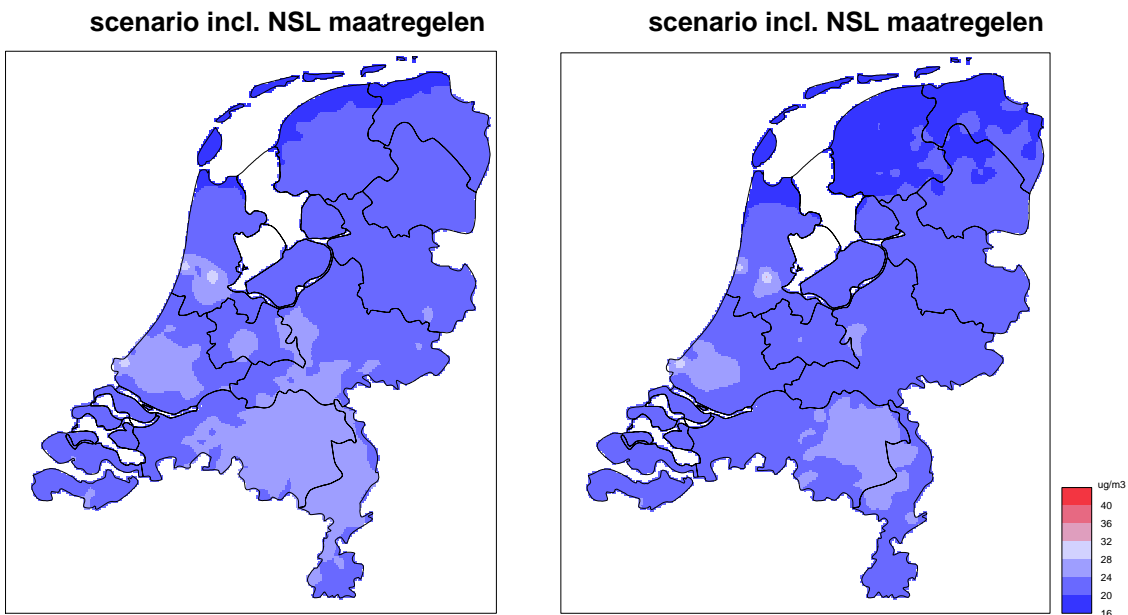 scenario incl. NSL maatregelen
scenario incl. NSL maatregelen
ug/m3
40
36
32
28
24
20
16